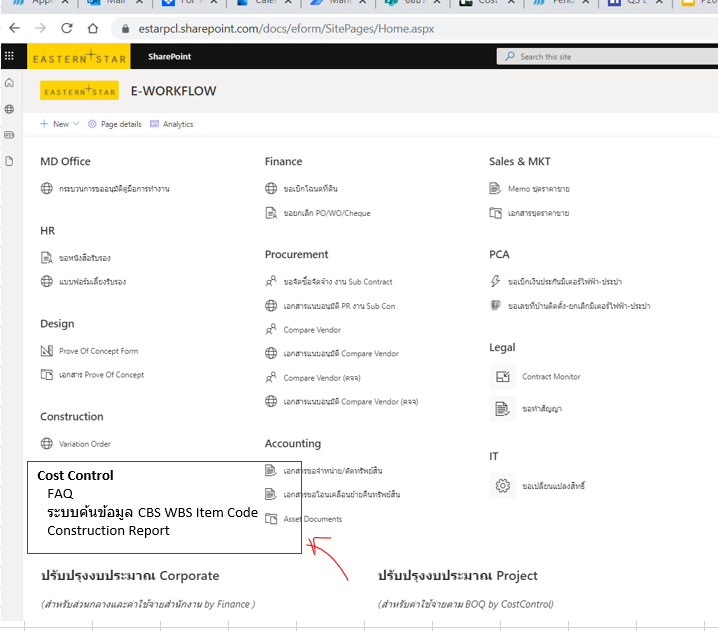 estarpcl.sharepoint.com/docs/eform/SitePages/Home.aspx
EASTERN STAR
SharePoint
Search this site
EASTERN STAR
E-WORKFLOW
New
Page details
Analytics
MD Office
กระบวนการขออนุมัติคู่มือการทำงาน
HR
ขอหนังสือรับรอง
แบบฟอร์มเลี้ยงรับรอง
Design
Prove Of Concept Form
เอกสาร Prove Of Concept
Construction
Variation Order
Cost Control
FAQ
ระบบค้นข้อมูล CBS WBS Item Code
Construction Report
Finance
ขอเบิกโฉนดที่ดิน
ขอยกเลิก PO/WO/Cheque
Procurement
ขอจัดซื้อจัดจ้าง งาน Sub Contract
เอกสารแนบอนุมัติ PR งาน Sub Con
Compare Vendor
เอกสารแนบอนุมัติ Compare Vendor
Compare Vendor (คจจ)
เอกสารแนบอนุมัติ Compare Vendor (คจจ)
Accounting
เอกสารขอจำหน่าย/ตัดทรัพย์สิน
เอกสารขอโอนเคลื่อนย้ายคืนทรัพย์สิน
Asset Documents
Sales & MKT
Memo ชุดราคาขาย
เอกสารชุดราคาขาย
PCA
ขอเบิกเงินประกันมิเตอร์ไฟฟ้า-ประปา
ขอเลขที่บ้านติดตั้ง-ยกเลิกมิเตอร์ไฟฟ้า-ประปา
Legal
Contract Monitor
ขอทำสัญญา
IT
ขอเปลี่ยนแปลงสิทธิ์
ปรับปรุงงบประมาณ Corporate
(สำหรับส่วนกลางและค่าใช้จ่ายสำนักงาน by Finance )
ปรับปรุงงบประมาณ Project
(สำหรับค่าใช้จ่ายตาม BOQ by CostControl)